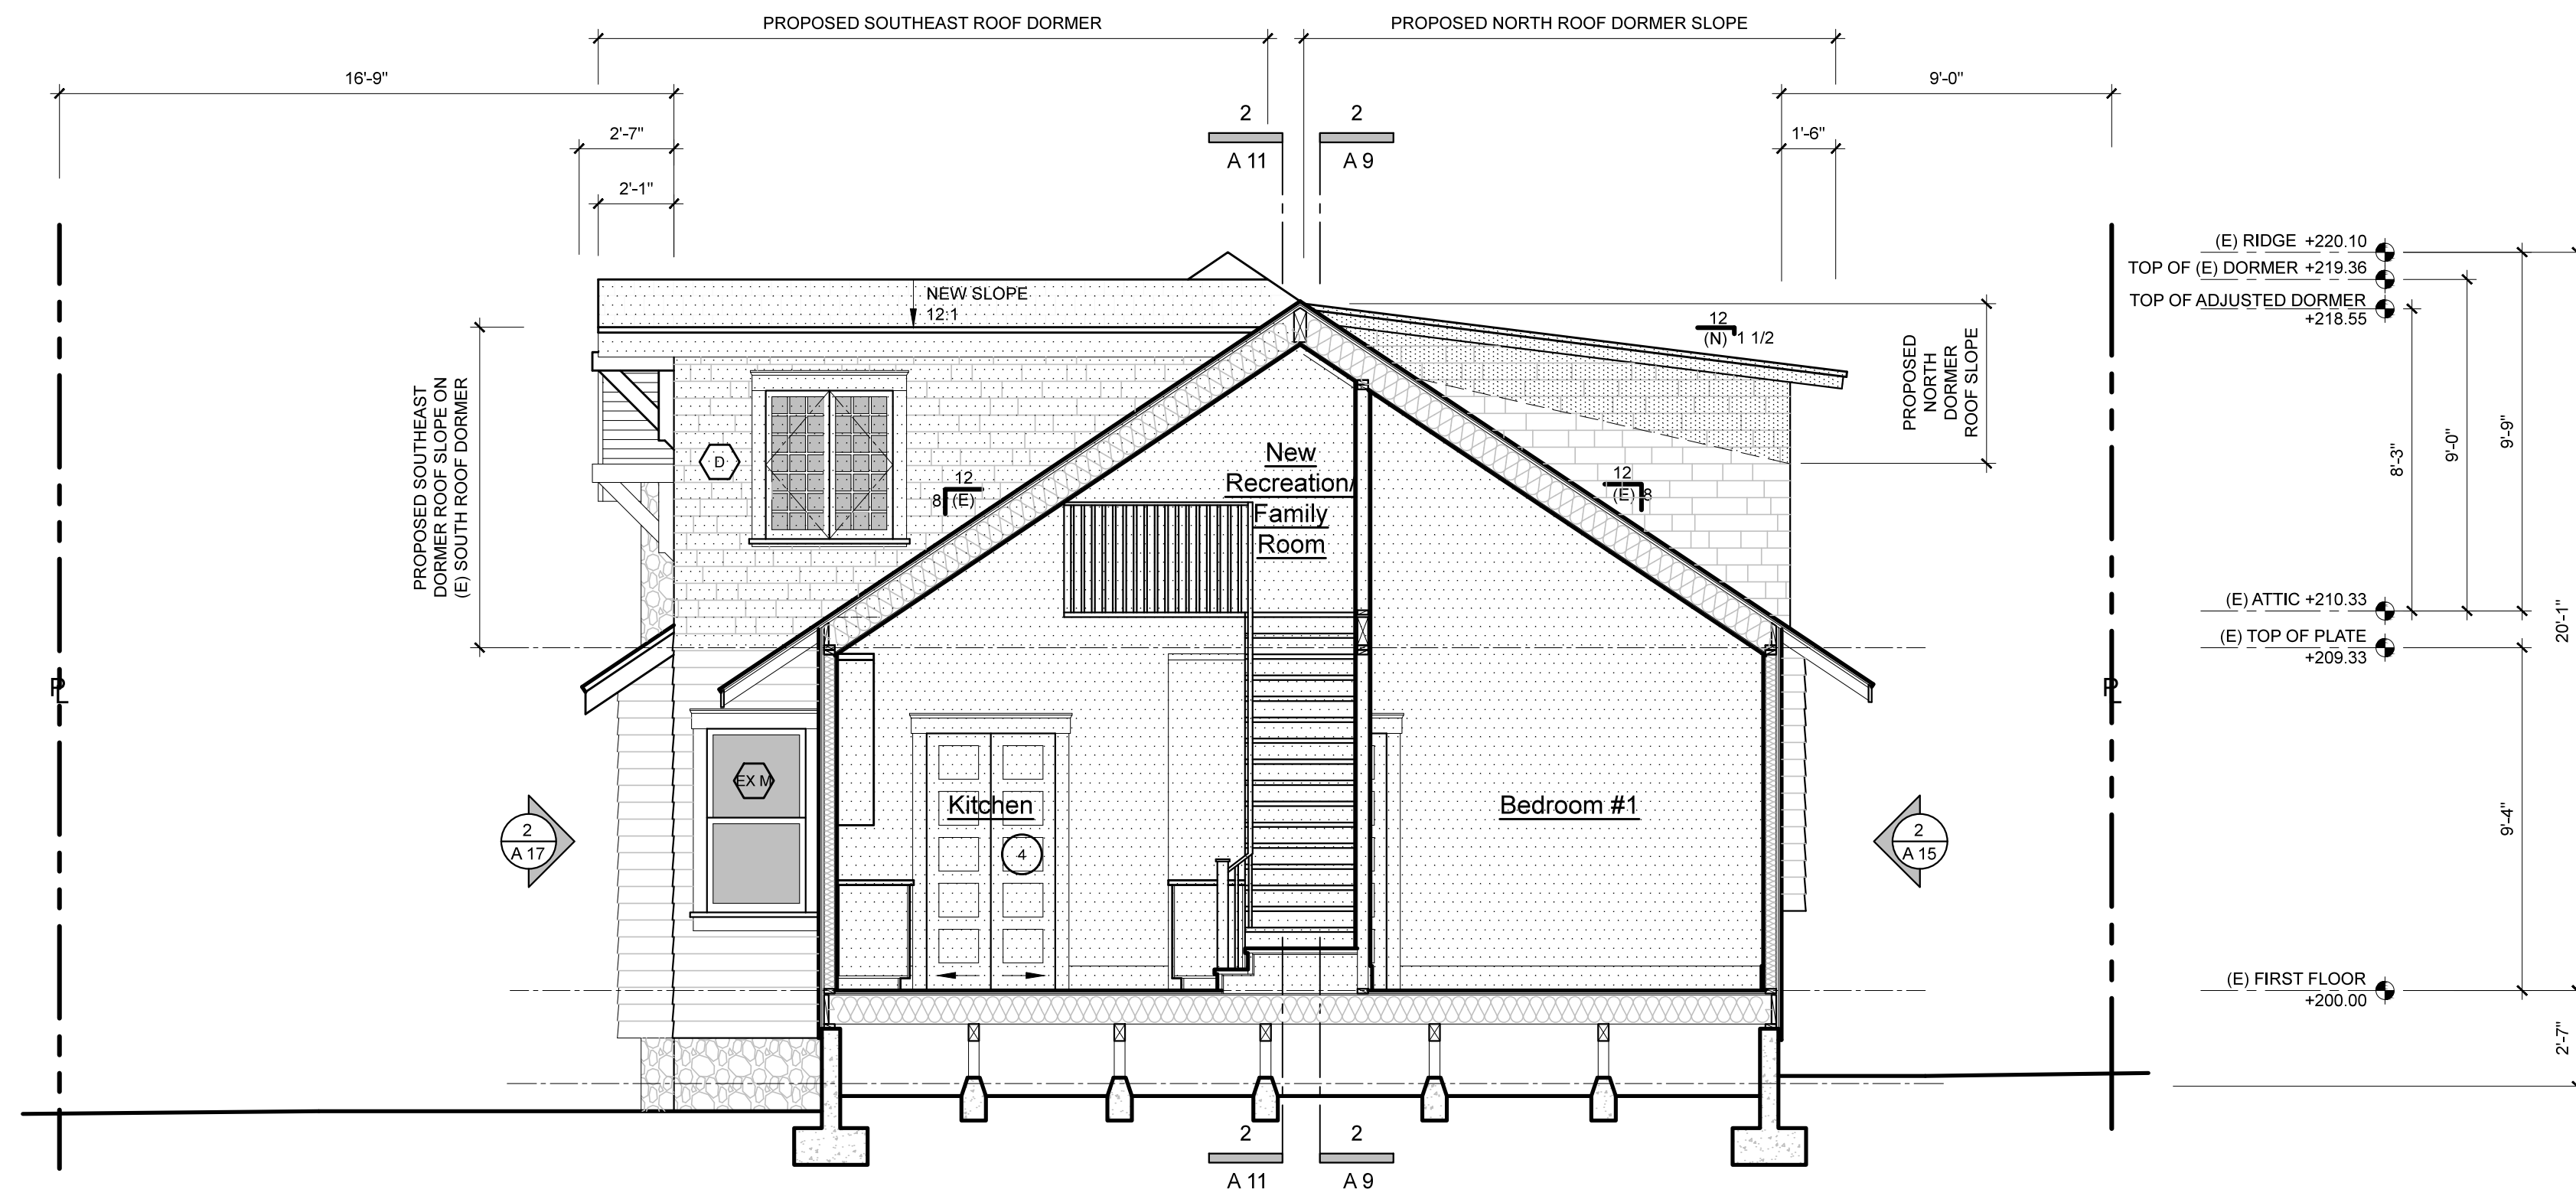 PROPOSED SOUTHEAST ROOF DORMER
PROPOSED NORTH ROOF DORMER SLOPE
16'-9"
9'-0"
2'-7"
1'-6"
2'-1"
2
A 11
2
A 9
NEW SLOPE
12:1
12
(N) 1 1/2
PROPOSED SOUTHEAST
DORMER ROOF SLOPE ON
(E) SOUTH ROOF DORMER
PROPOSED
NORTH
DORMER
ROOF SLOPE
D
12
8 (E)
12
(E) 8
New
Recreation/
Family
Room
(E) RIDGE +220.10
TOP OF (E) DORMER +219.36
TOP OF ADJUSTED DORMER
+218.55
8'-3"
9'-0"
9'-9"
(E) ATTIC +210.33
(E) TOP OF PLATE
+209.33
20'-1"
PL
PL
EX M
Kitchen
4
Bedroom #1
2
A 17
2
A 15
9'-4"
(E) FIRST FLOOR
+200.00
2'-7"
2
A 11
2
A 9